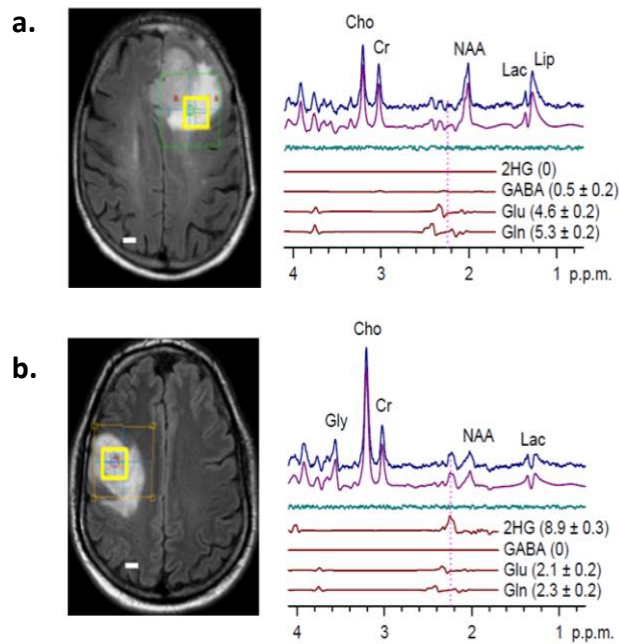 a.
Cho
Cr
NAA
Lac
Lip
2HG (0)
GABA (0.5 ± 0.2)
Glu (4.6 ± 0.2)
Gln (5.3 ± 0.2)
4 3 2 1 p.p.m.
b.
Cho
Gly
Cr
NAA
Lac
2HG (8.9 ± 0.3)
GABA (0)
Glu (2.1 ± 0.2)
Gln (2.3 ± 0.2)
4 3 2 1 p.p.m.